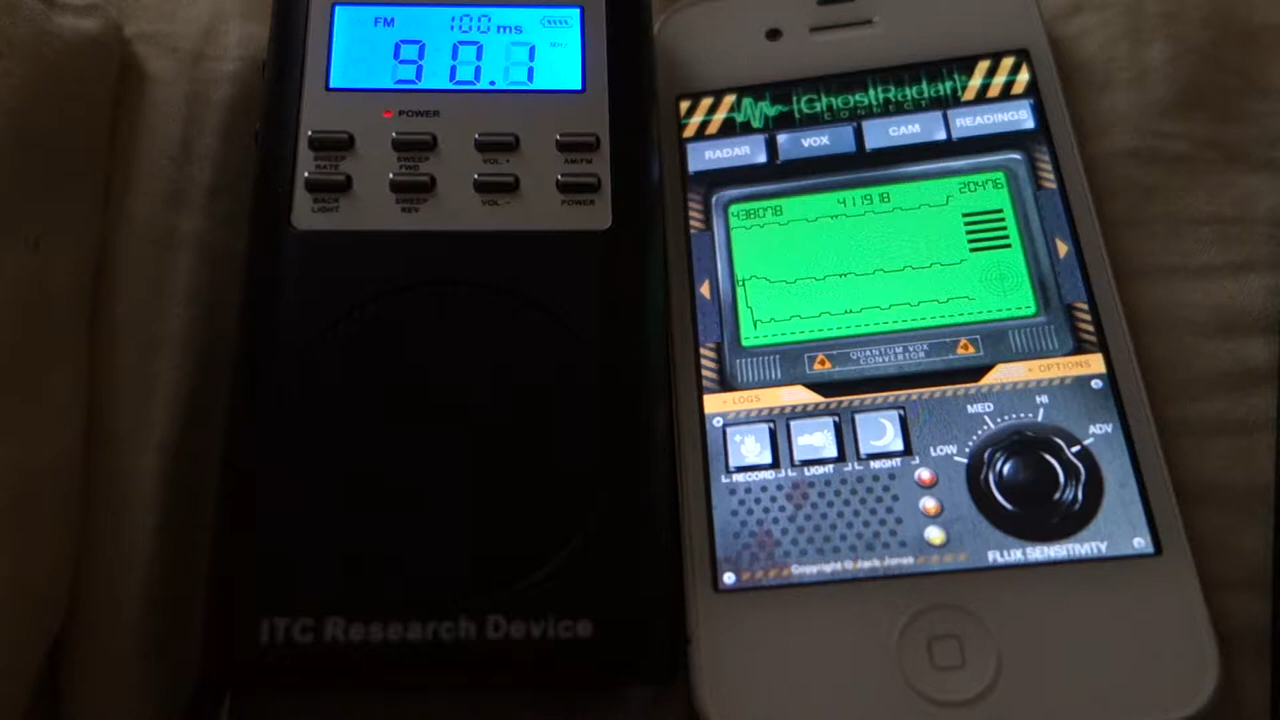 FM 100 ms
90.1 MHz
POWER
SWEEP RATE
SWEEP FWD
VOL. +
AM/FM
BACK LIGHT
SWEEP REV
VOL. -
POWER
ITC Research Device
GhostRadar
CONNECT
RADAR VOX CAM READINGS
438078 411918 20476
QUANTUM VOX
CONVERTOR
+ LOGS
+ OPTIONS
RECORD LIGHT NIGHT
LOW MED HI ADV
FLUX SENSITIVITY
Copyright © Jack Jones